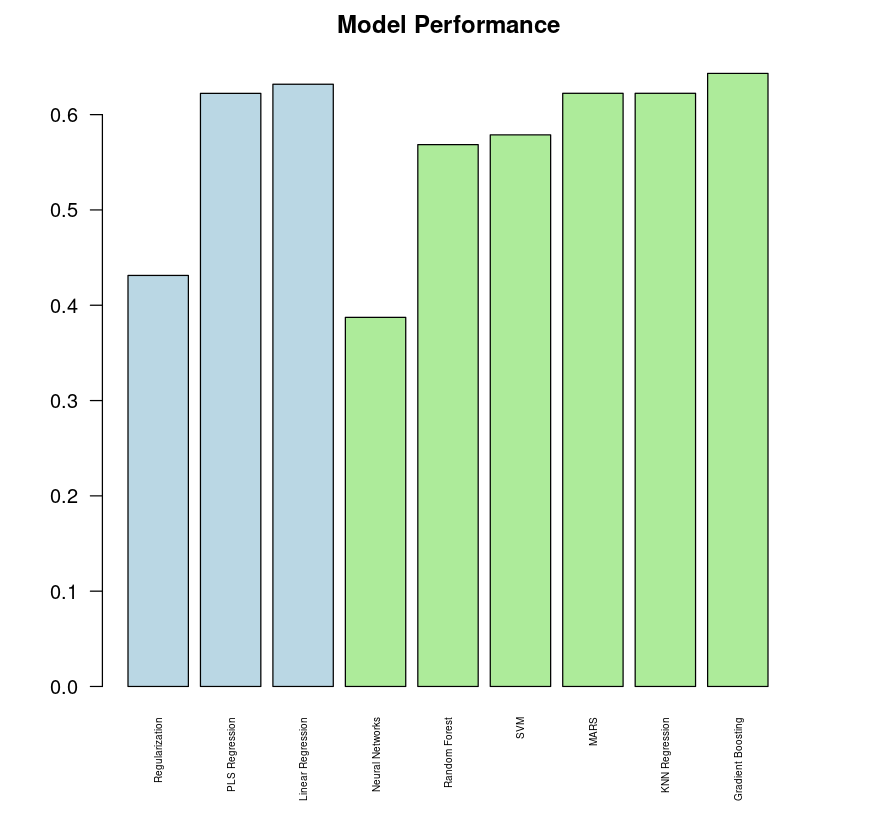 Model Performance
0.6
0.5
0.4
0.3
0.2
0.1
0.0
Regularization
PLS Regression
Linear Regression
Neural Networks
Random Forest
SVM
MARS
KNN Regression
Gradient Boosting